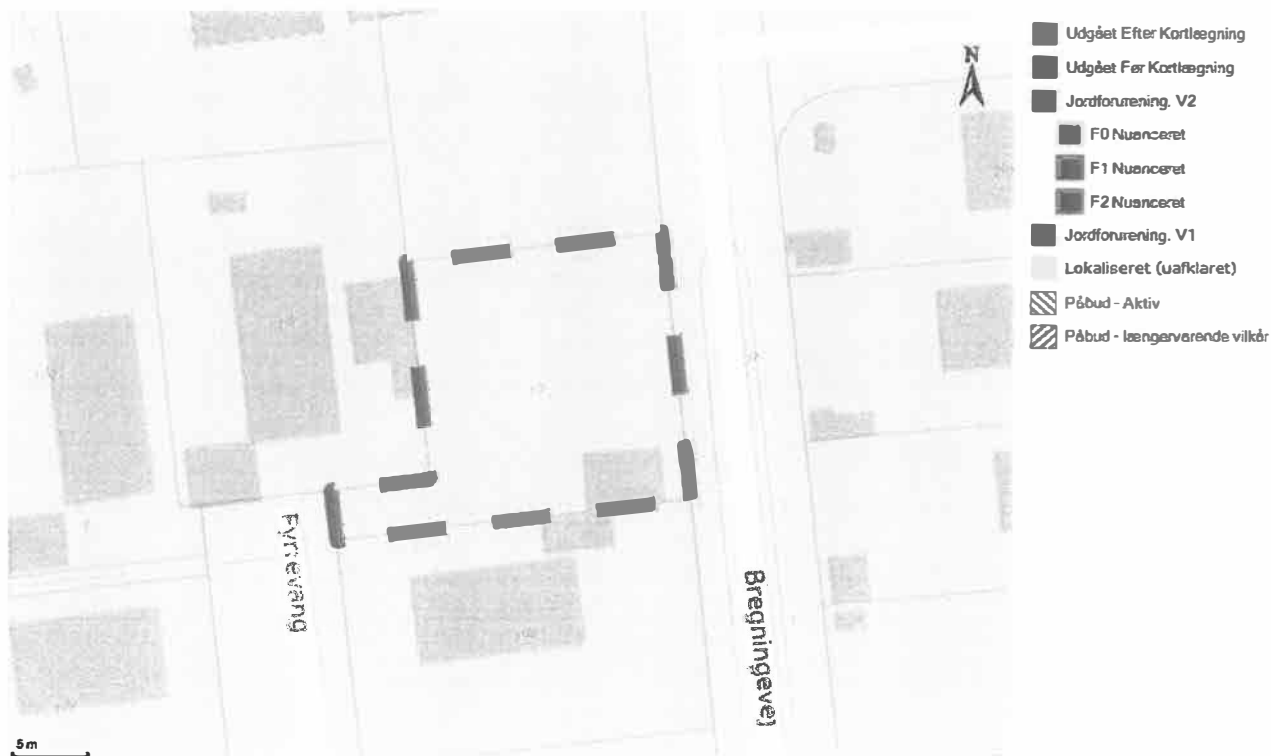 N
Udgået Efter Kortlægning
Udgået Før Kortlægning
Jordforurening. V2
F0 Nuanceret
F1 Nuanceret
F2 Nuanceret
Jordforurening. V1
Lokaliseret (uafklaret)
Påbud - Aktiv
Påbud - længervarende vilkår
Fyrrevang
Bregningevej
5 m